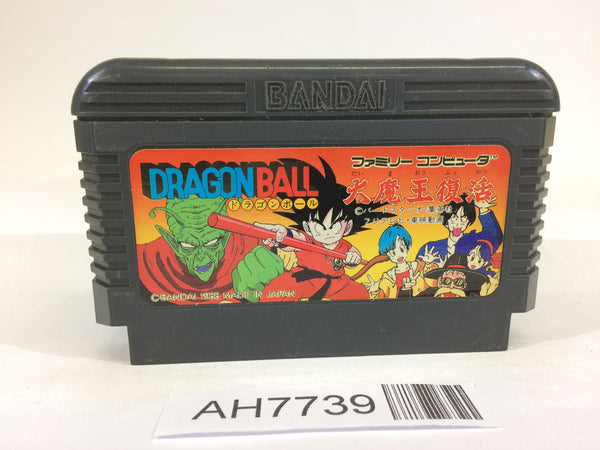 BANDAI
ファミリー コンピュータ™
DRAGON BALL
ドラゴンボール
だい ま おう ふっ かつ
大魔王復活
©バードスタジオ 集英社
フジテレビ・東映動画
©BANDAI 1988 MADE IN JAPAN
AH7739